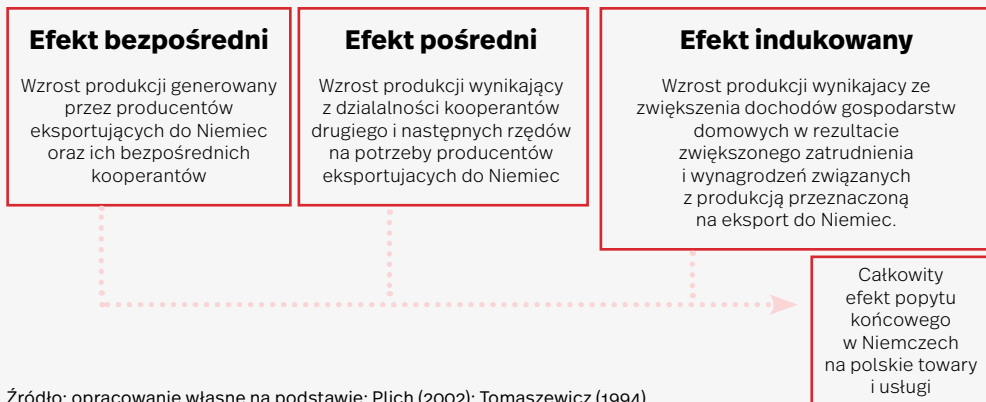 Efekt bezpośredni
Wzrost produkcji generowany
przez producentów
eksportujących do Niemiec
oraz ich bezpośrednich
kooperantów
Efekt pośredni
Wzrost produkcji wynikający
z dzialalności kooperantów
drugiego i następnych rzędów
na potrzeby producentów
eksportujacych do Niemiec
Efekt indukowany
Wzrost produkcji wynikajacy ze
zwiększenia dochodów gospodarstw
domowych w rezultacie
zwiększonego zatrudnienia
i wynagrodzeń związanych
z produkcją przeznaczoną
na eksport do Niemiec.
Całkowity
efekt popytu
końcowego
w Niemczech
na polskie towary
i usługi
Źródło: opracowanie własne na podstawie: Plich (2002); Tomaszewicz (1994)